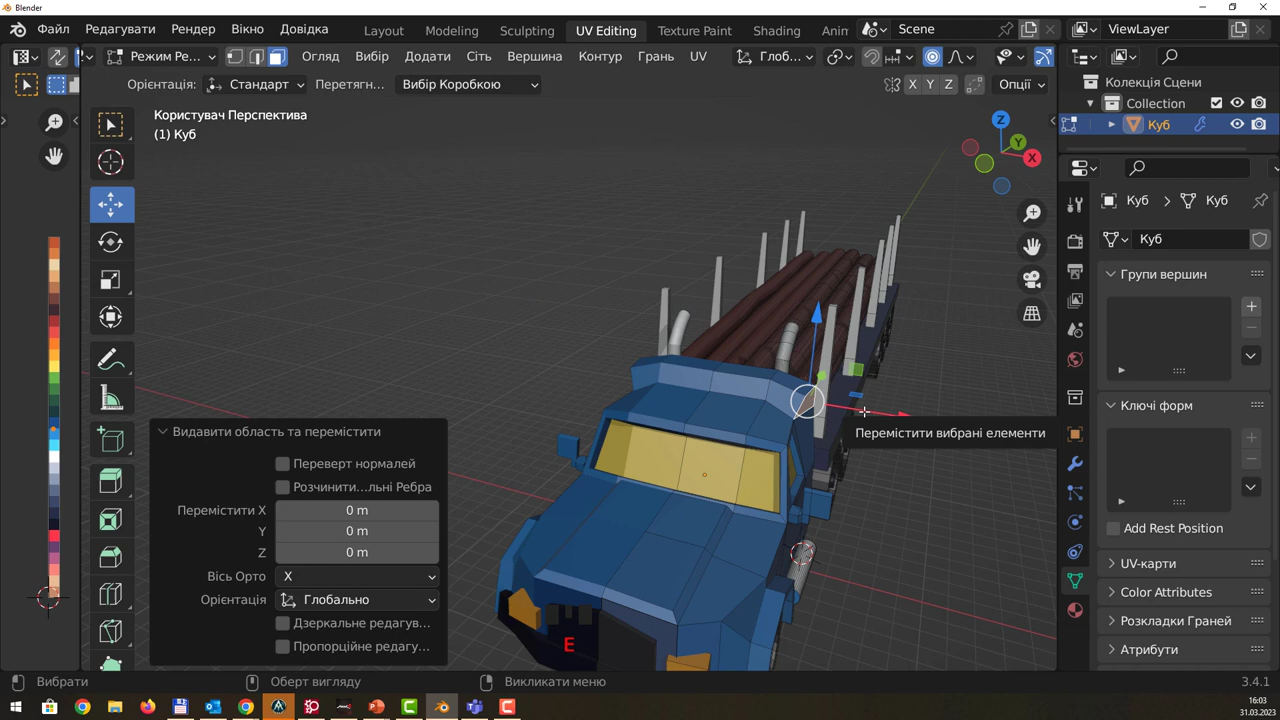 Blender
Файл Редагувати Рендер Вікно Довідка Layout Modeling Sculpting UV Editing Texture Paint Shading Anim Scene ViewLayer
Режим Ре... Огляд Вибір Додати Сіть Вершина Контур Грань UV Глоб...
Орієнтація: Стандарт Перетягн... Вибір Коробкою X Y Z Опції
Користувач Перспектива
(1) Куб
Z
Y
X
Переміcтити вибрані елементи
Видавити область та перемістити
Переверт нормалей
Розчинити...льні Ребра
Перемістити X 0 m
Y 0 m
Z 0 m
Вісь Орто X
Орієнтація Глобально
Дзеркальне редагув...
Пропорційне редагу...
E
Колекція Сцени
Collection
Куб
Куб Куб
Куб
Групи вершин
Ключі форм
Add Rest Position
UV-карти
Color Attributes
Розкладки Граней
Атрибути
Вибрати Оберт вигляду Викликати меню 3.4.1
16:03
31.03.2023